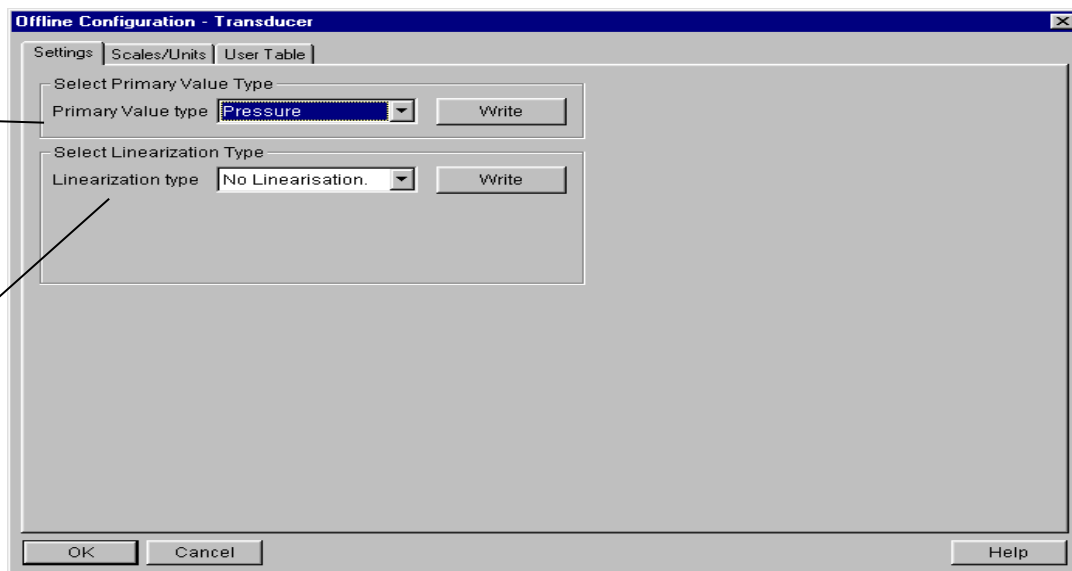 Offline Configuration - Transducer
Settings Scales/Units User Table
Select Primary Value Type
Primary Value type Pressure Write
Select Linearization Type
Linearization type No Linearisation. Write
OK Cancel Help